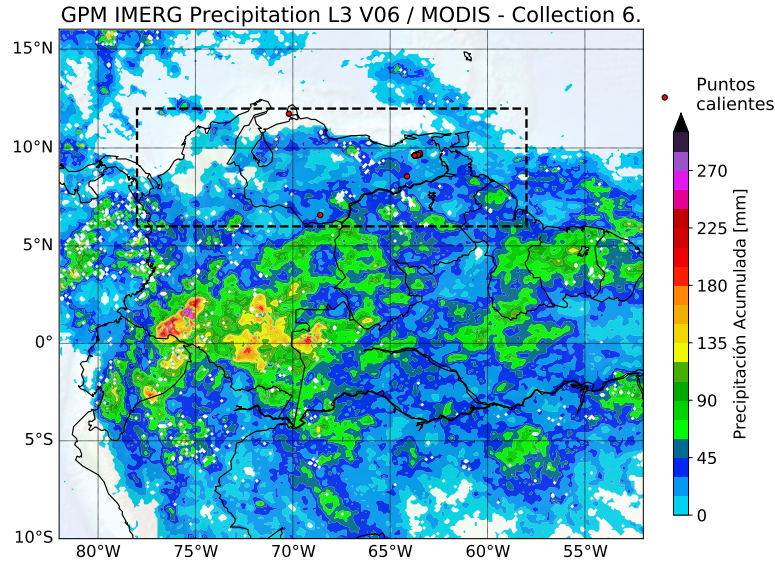 GPM IMERG Precipitation L3 V06 / MODIS - Collection 6.
15°N
10°N
5°N
0°
5°S
10°S
80°W
75°W
70°W
65°W
60°W
55°W
Puntos
calientes
270
225
180
135
90
45
0
Precipitación Acumulada [mm]